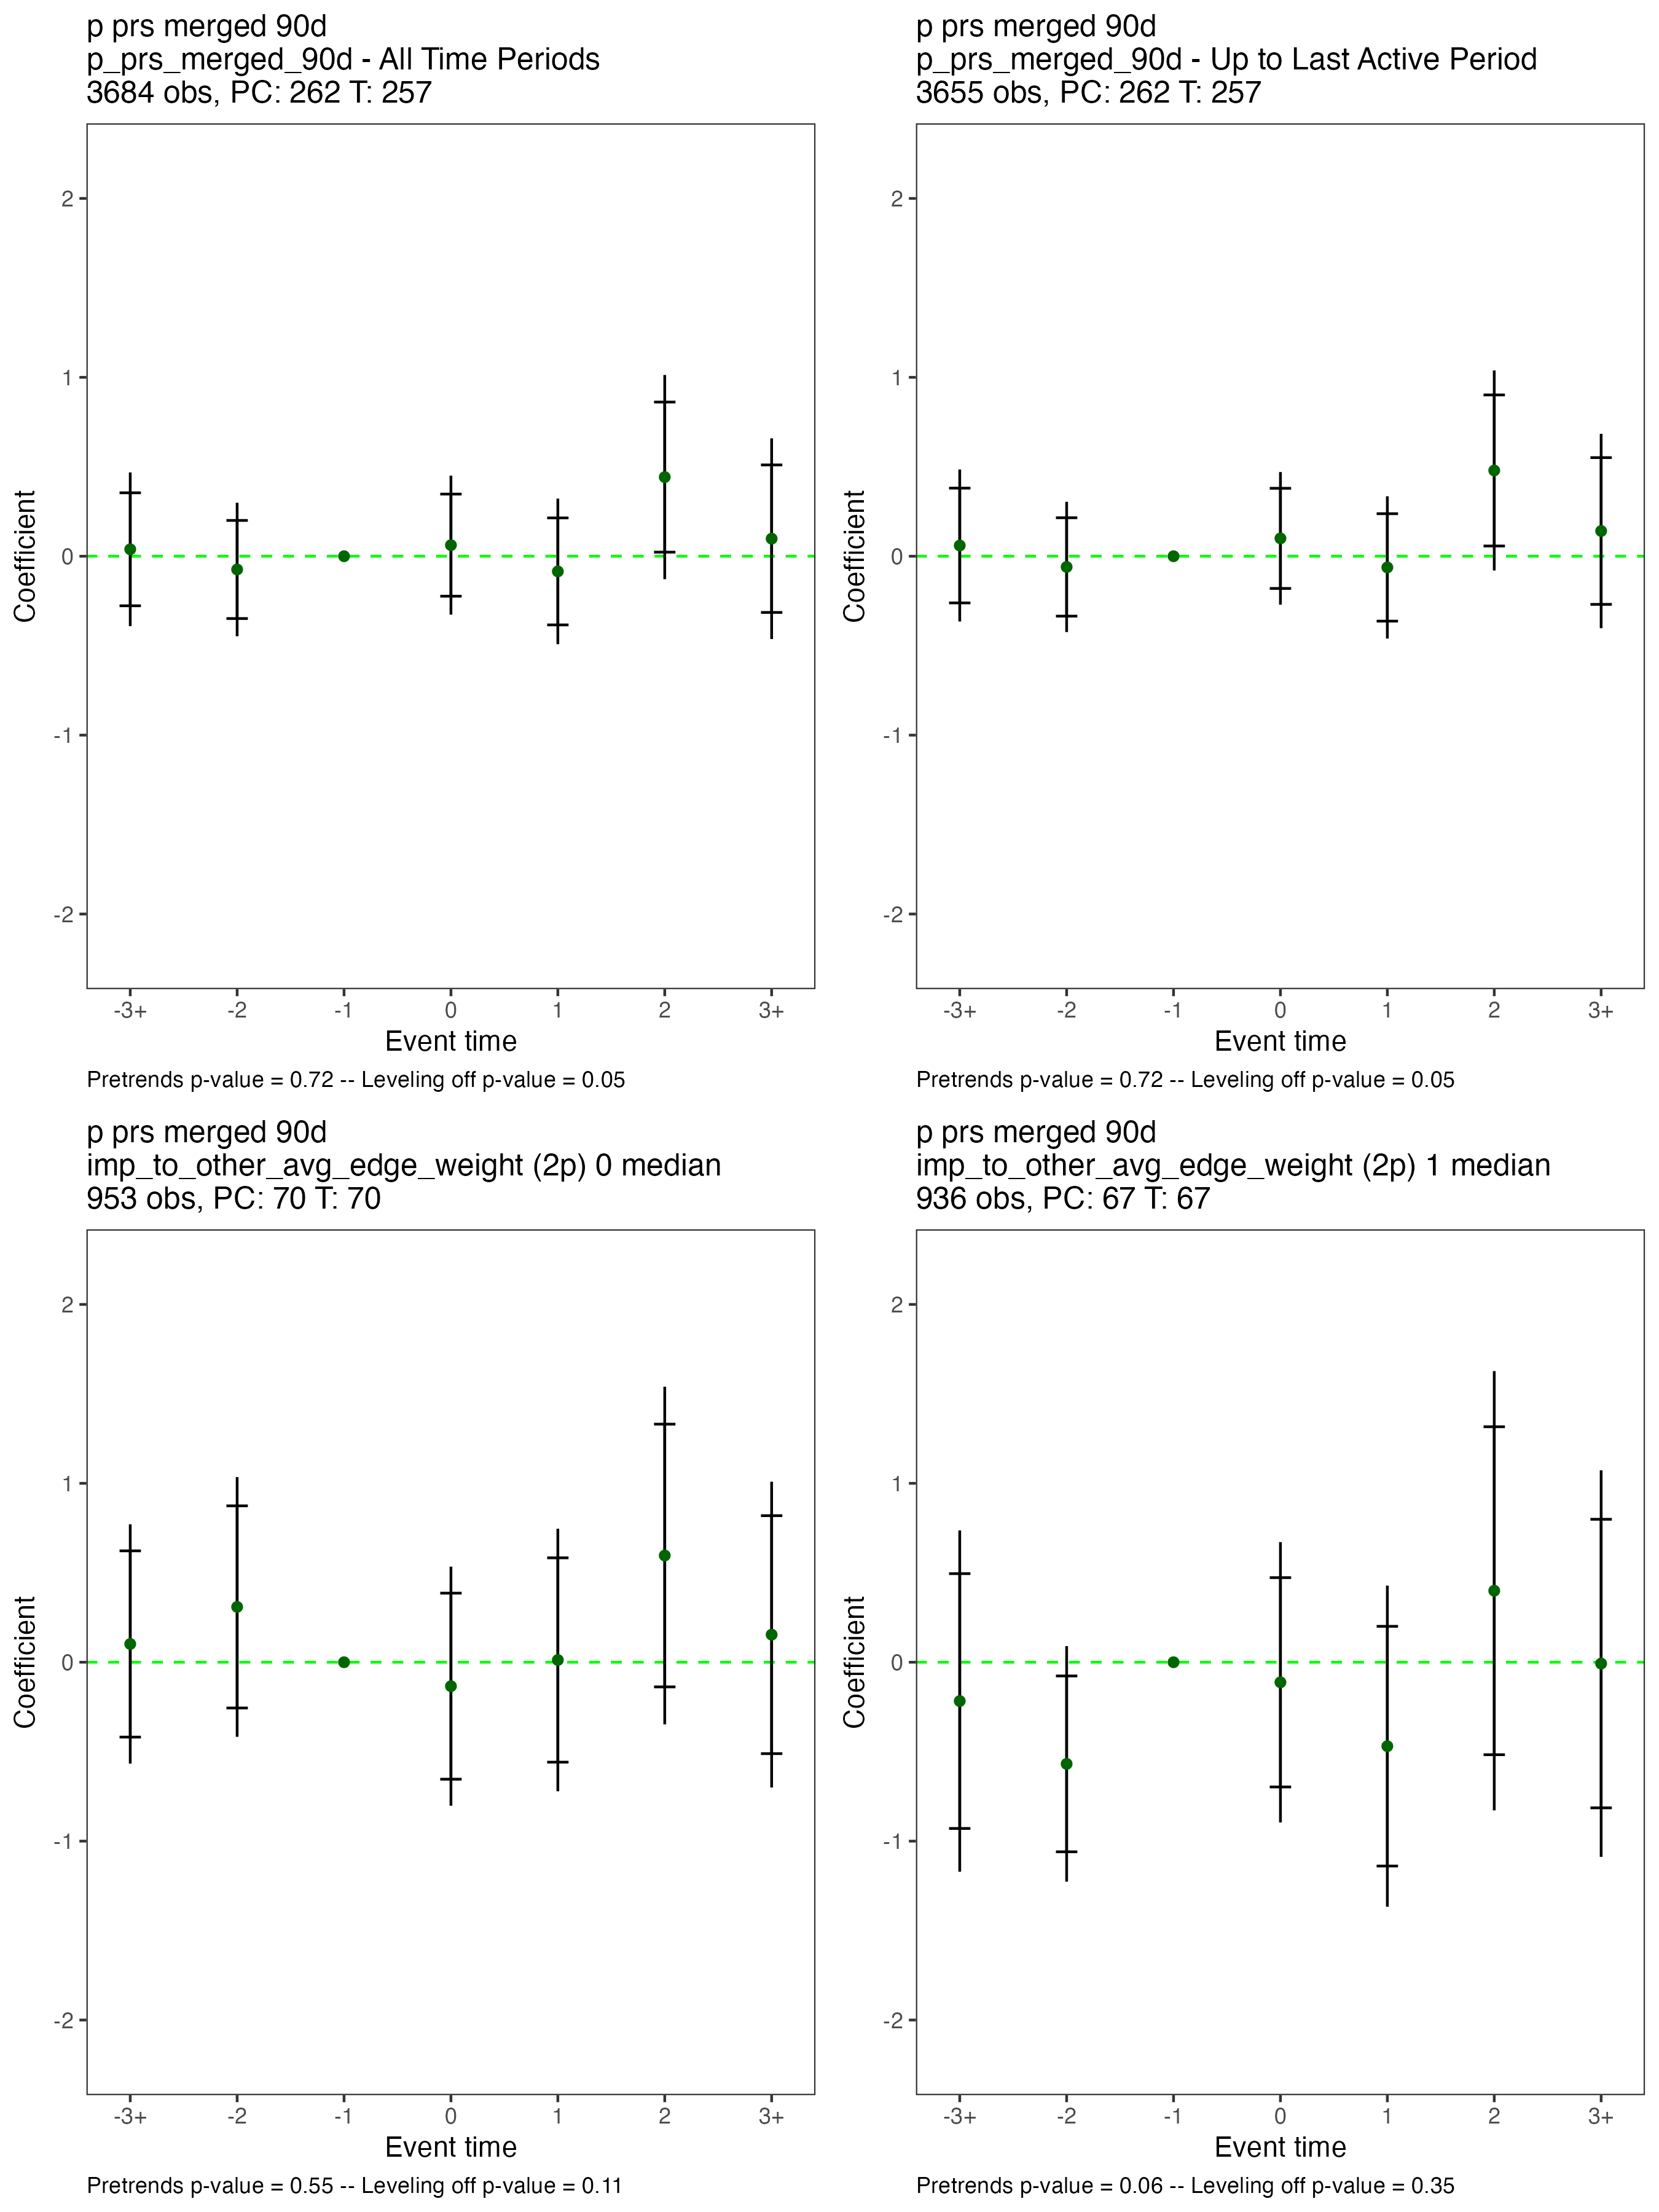 p prs merged 90d
p_prs_merged_90d - All Time Periods
3684 obs, PC: 262 T: 257
Coefficient
2
1
0
-1
-2
-3+ -2 -1 0 1 2 3+
Event time
Pretrends p-value = 0.72 -- Leveling off p-value = 0.05
p prs merged 90d
p_prs_merged_90d - Up to Last Active Period
3655 obs, PC: 262 T: 257
Coefficient
2
1
0
-1
-2
-3+ -2 -1 0 1 2 3+
Event time
Pretrends p-value = 0.72 -- Leveling off p-value = 0.05
p prs merged 90d
imp_to_other_avg_edge_weight (2p) 0 median
953 obs, PC: 70 T: 70
Coefficient
2
1
0
-1
-2
-3+ -2 -1 0 1 2 3+
Event time
Pretrends p-value = 0.55 -- Leveling off p-value = 0.11
p prs merged 90d
imp_to_other_avg_edge_weight (2p) 1 median
936 obs, PC: 67 T: 67
Coefficient
2
1
0
-1
-2
-3+ -2 -1 0 1 2 3+
Event time
Pretrends p-value = 0.06 -- Leveling off p-value = 0.35